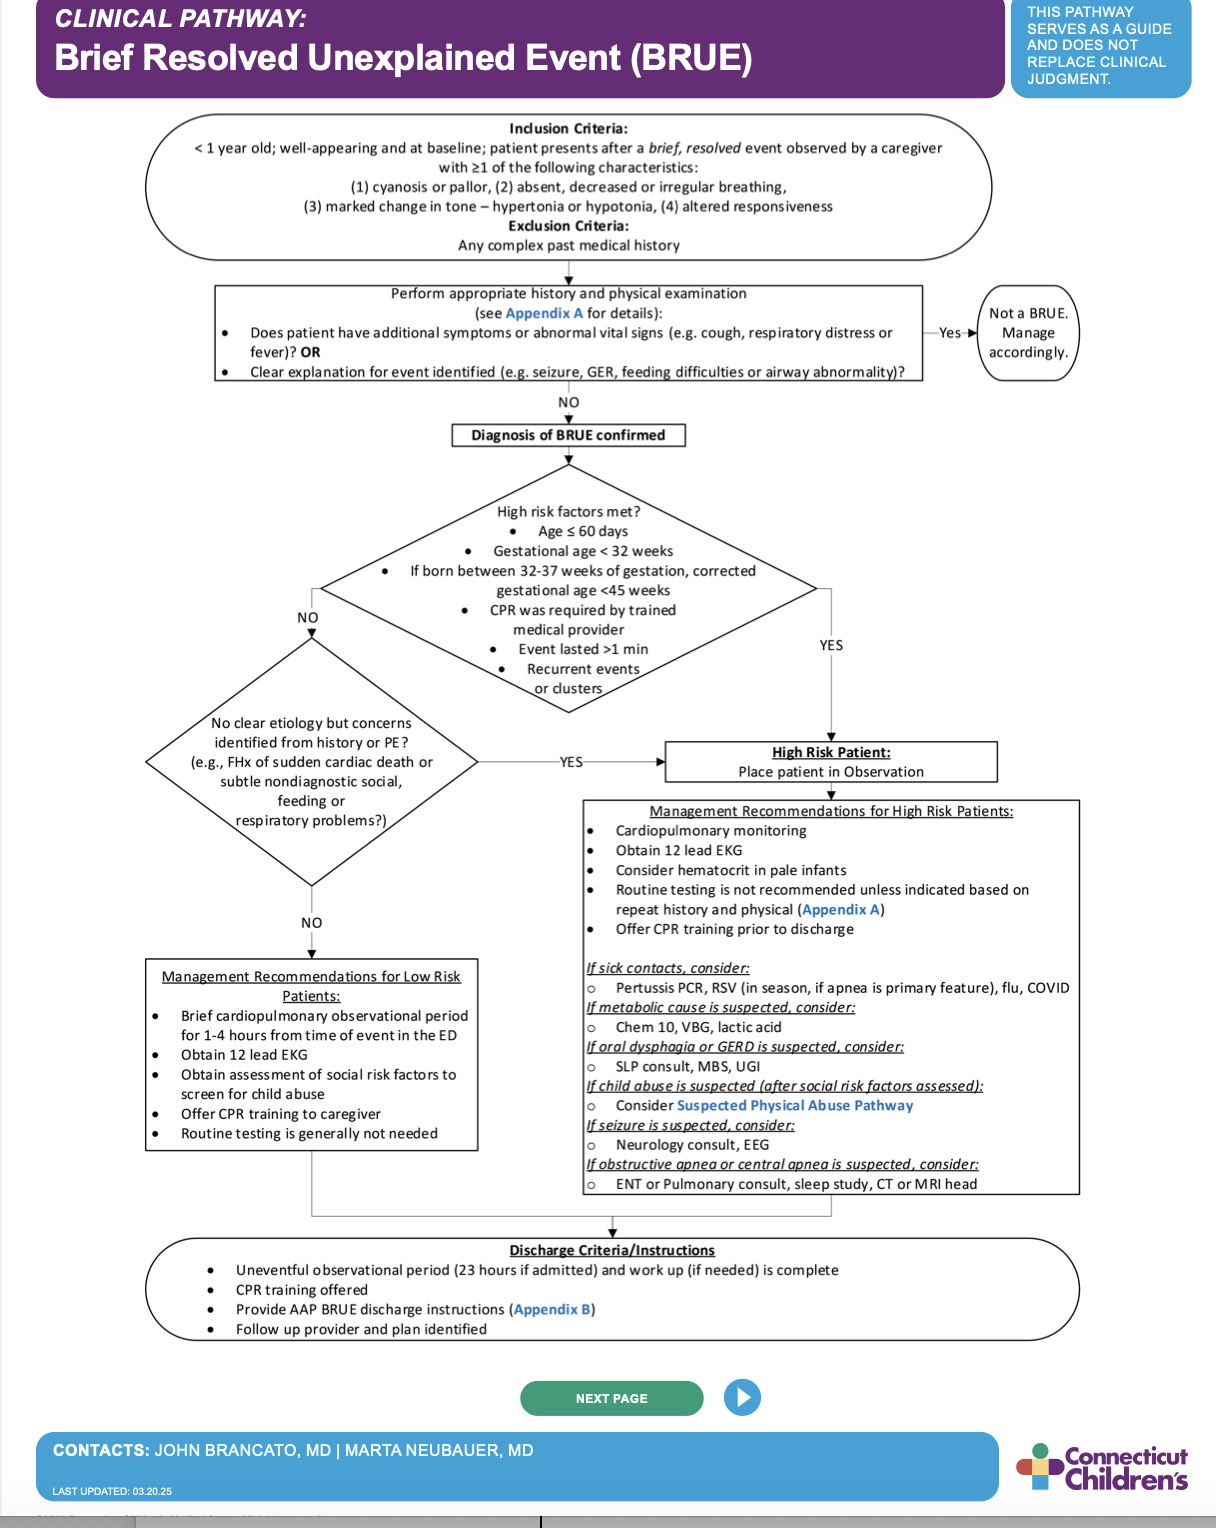 CLINICAL PATHWAY:
Brief Resolved Unexplained Event (BRUE)
THIS PATHWAY
SERVES AS A GUIDE
AND DOES NOT
REPLACE CLINICAL
JUDGMENT.
Inclusion Criteria:
< 1 year old; well-appearing and at baseline; patient presents after a brief, resolved event observed by a caregiver
with ≥1 of the following characteristics:
(1) cyanosis or pallor, (2) absent, decreased or irregular breathing,
(3) marked change in tone – hypertonia or hypotonia, (4) altered responsiveness
Exclusion Criteria:
Any complex past medical history
Perform appropriate history and physical examination
(see Appendix A for details):
• Does patient have additional symptoms or abnormal vital signs (e.g. cough, respiratory distress or
fever)? OR
• Clear explanation for event identified (e.g. seizure, GER, feeding difficulties or airway abnormality)?
Yes
Not a BRUE.
Manage
accordingly.
NO
Diagnosis of BRUE confirmed
High risk factors met?
• Age ≤ 60 days
• Gestational age < 32 weeks
• If born between 32-37 weeks of gestation, corrected
gestational age <45 weeks
• CPR was required by trained
medical provider
• Event lasted >1 min
• Recurrent events
or clusters
NO
YES
No clear etiology but concerns
identified from history or PE?
(e.g., FHx of sudden cardiac death or
subtle nondiagnostic social,
feeding or
respiratory problems?)
YES
High Risk Patient:
Place patient in Observation
Management Recommendations for High Risk Patients:
• Cardiopulmonary monitoring
• Obtain 12 lead EKG
• Consider hematocrit in pale infants
• Routine testing is not recommended unless indicated based on
repeat history and physical (Appendix A)
• Offer CPR training prior to discharge
If sick contacts, consider:
o Pertussis PCR, RSV (in season, if apnea is primary feature), flu, COVID
If metabolic cause is suspected, consider:
o Chem 10, VBG, lactic acid
If oral dysphagia or GERD is suspected, consider:
o SLP consult, MBS, UGI
If child abuse is suspected (after social risk factors assessed):
o Consider Suspected Physical Abuse Pathway
If seizure is suspected, consider:
o Neurology consult, EEG
If obstructive apnea or central apnea is suspected, consider:
o ENT or Pulmonary consult, sleep study, CT or MRI head
NO
Management Recommendations for Low Risk
Patients:
• Brief cardiopulmonary observational period
for 1-4 hours from time of event in the ED
• Obtain 12 lead EKG
• Obtain assessment of social risk factors to
screen for child abuse
• Offer CPR training to caregiver
• Routine testing is generally not needed
Discharge Criteria/Instructions
• Uneventful observational period (23 hours if admitted) and work up (if needed) is complete
• CPR training offered
• Provide AAP BRUE discharge instructions (Appendix B)
• Follow up provider and plan identified
NEXT PAGE
CONTACTS: JOHN BRANCATO, MD | MARTA NEUBAUER, MD
LAST UPDATED: 03.20.25
Connecticut
Children's